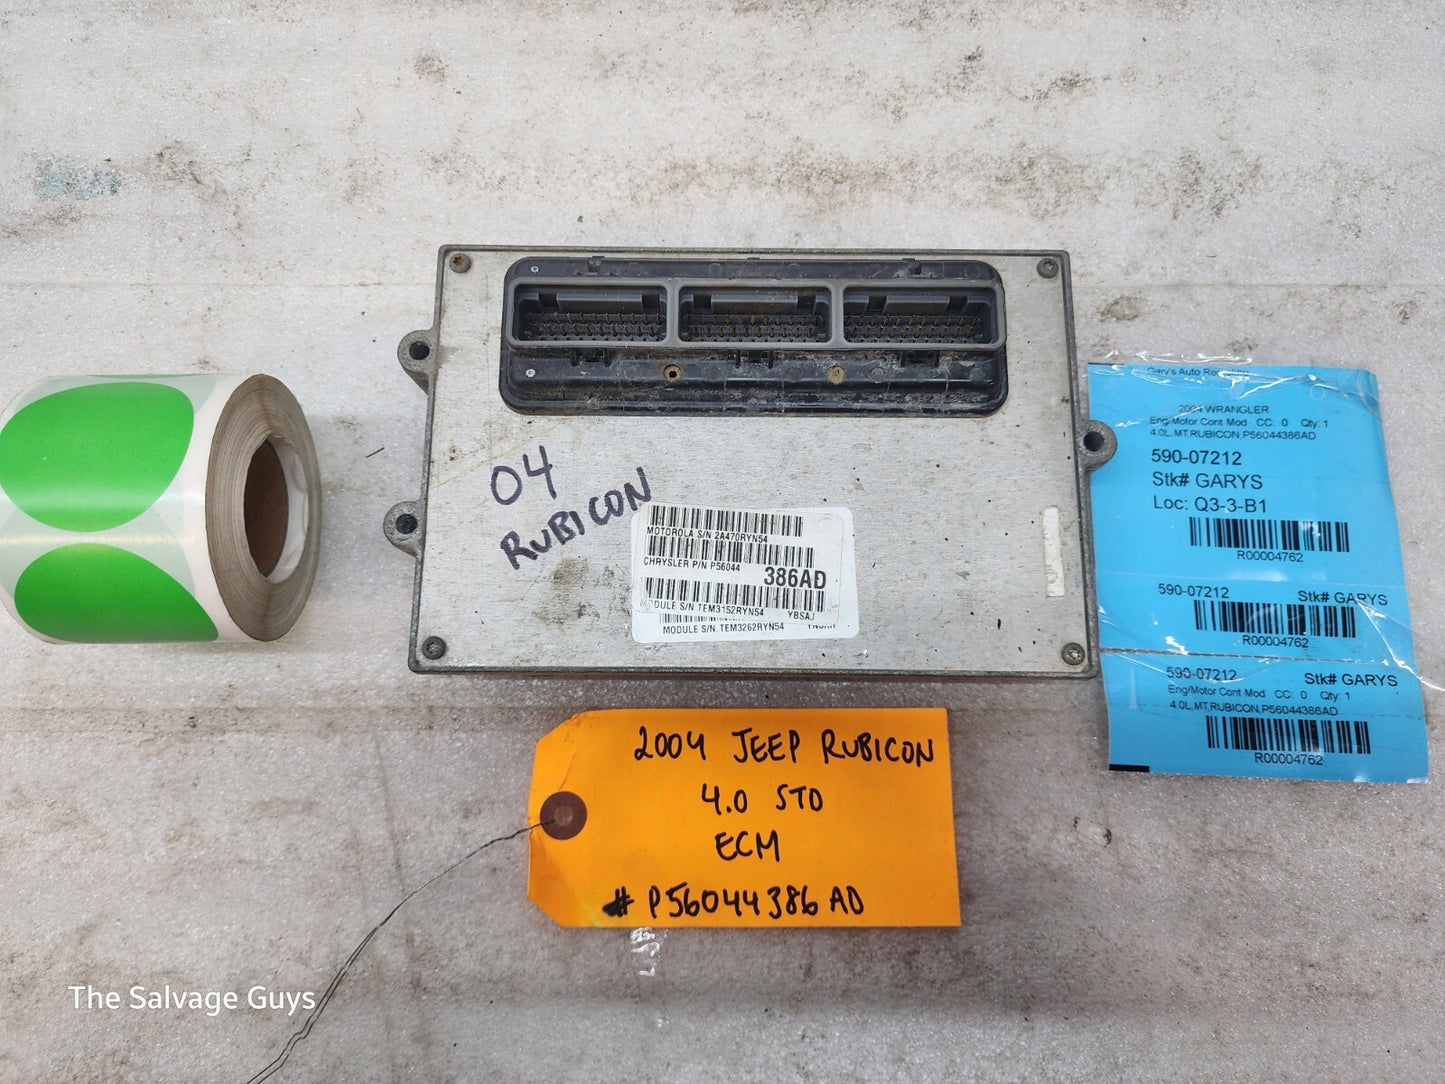 04
RUBICON
MOTOROLA S/N 2A470RYN54
CHRYSLER P/N P56044
386AD
MODULE S/N TEM3152RYN54 YBSAJ
MODULE S/N TEM3262RYN54
Gary's Auto
2004 WRANGLER
Eng/Motor Cont Mod CC: 0 Qty: 1
4.0L,MT,RUBICON,P56044386AD
590-07212
Stk# GARYS
Loc: Q3-3-B1
R00004762
590-07212 Stk# GARYS
R00004762
590-07212 Stk# GARYS
Eng/Motor Cont Mod CC: 0 Qty: 1
4.0L,MT,RUBICON,P56044386AD
R00004762
2004 JEEP RUBICON
4.0 STD
ECM
# P56044386AD
The Salvage Guys